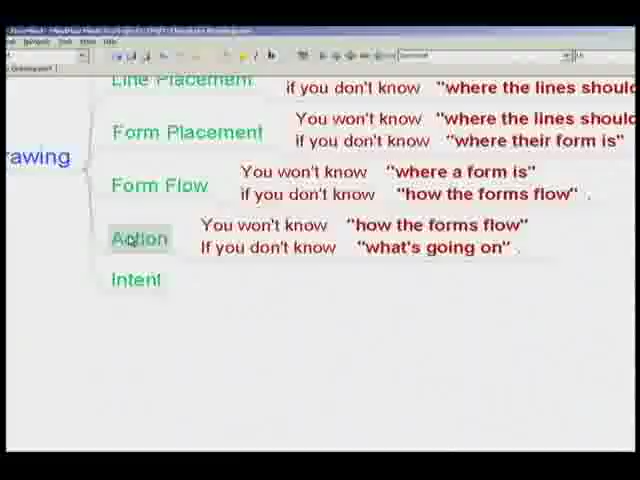 Line Placement
if you don't know "where the lines should
Form Placement
You won't know "where the lines should
if you don't know "where their form is"
rawing
Form Flow
You won't know "where a form is"
if you don't know "how the forms flow" .
Action
You won't know "how the forms flow"
If you don't know "what's going on" .
Intent